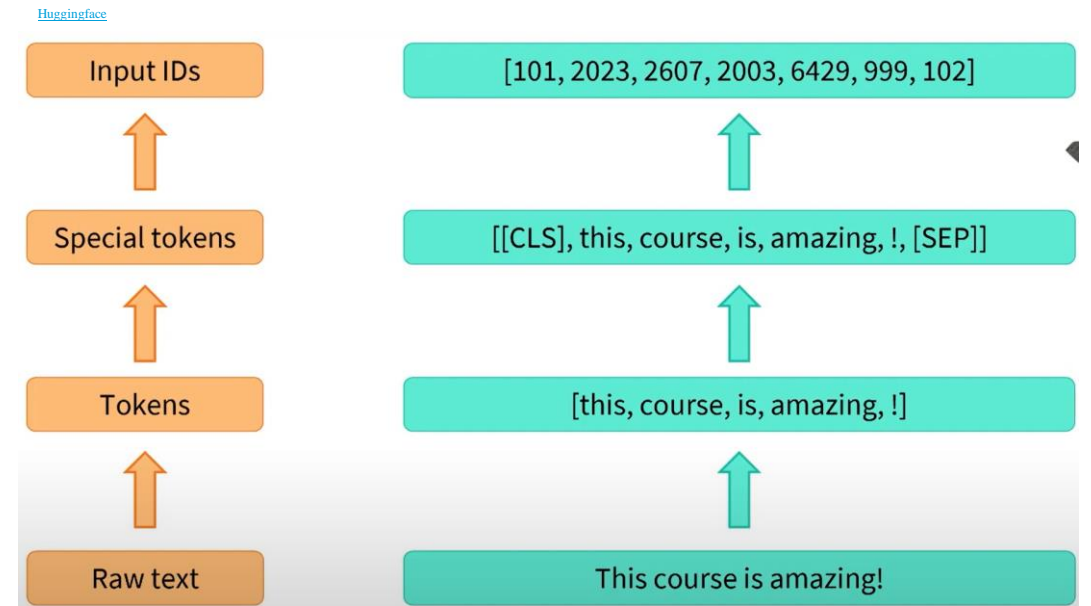 Huggingface
Input IDs
[101, 2023, 2607, 2003, 6429, 999, 102]
Special tokens
[[CLS], this, course, is, amazing, !, [SEP]]
Tokens
[this, course, is, amazing, !]
Raw text
This course is amazing!